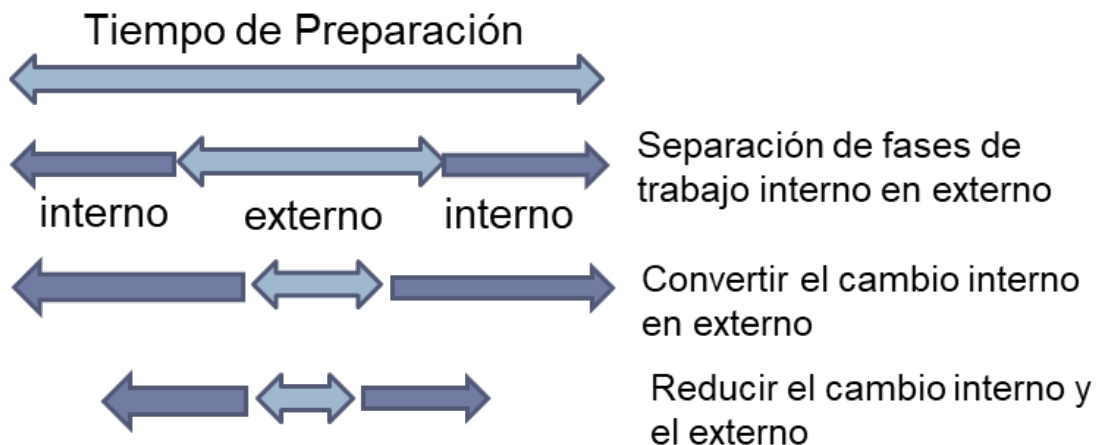 Tiempo de Preparación
Separación de fases de
trabajo interno en externo
interno externo interno
Convertir el cambio interno
en externo
Reducir el cambio interno y
el externo